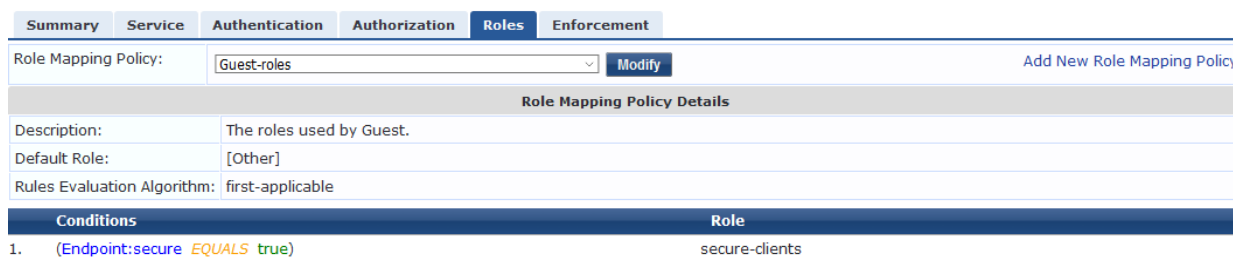 Summary Service Authentication Authorization Roles Enforcement
Role Mapping Policy: Guest-roles Modify Add New Role Mapping Policy
Role Mapping Policy Details
Description: The roles used by Guest.
Default Role: [Other]
Rules Evaluation Algorithm: first-applicable
Conditions Role
1. (Endpoint:secure EQUALS true) secure-clients